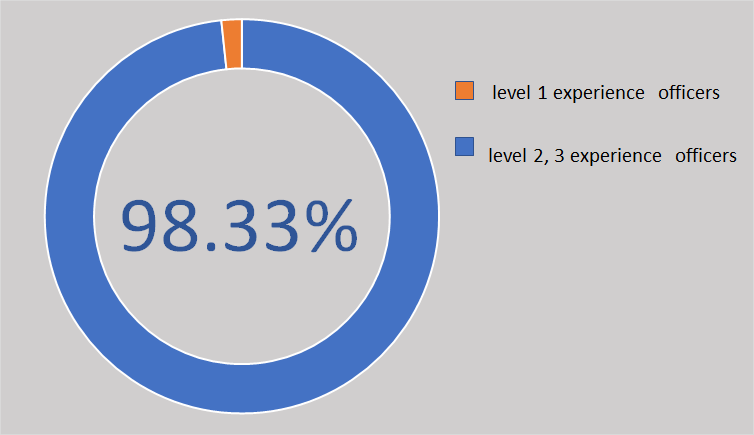 level 1 experience officers
level 2, 3 experience officers
98.33%